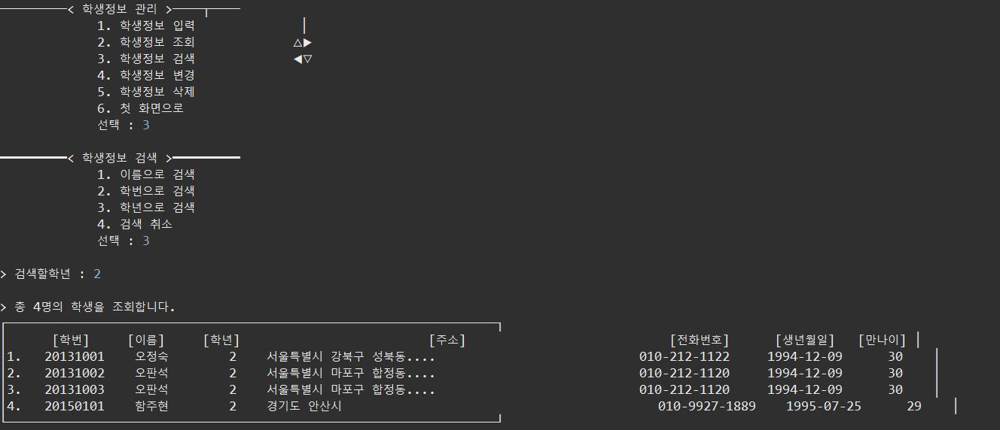 < 학생정보 관리 >
1. 학생정보 입력
2. 학생정보 조회 △▶
3. 학생정보 검색 ◀▽
4. 학생정보 변경
5. 학생정보 삭제
6. 첫 화면으로
선택 : 3
< 학생정보 검색 >
1. 이름으로 검색
2. 학번으로 검색
3. 학년으로 검색
4. 검색 취소
선택 : 3
> 검색할학년 : 2
> 총 4명의 학생을 조회합니다.
[학번] [이름] [학년] [주소] [전화번호] [생년월일] [만나이]
1. 20131001 오정숙 2 서울특별시 강북구 성북동.... 010-212-1122 1994-12-09 30
2. 20131002 오판석 2 서울특별시 마포구 합정동.... 010-212-1120 1994-12-09 30
3. 20131003 오판석 2 서울특별시 마포구 합정동.... 010-212-1120 1994-12-09 30
4. 20150101 함주현 2 경기도 안산시 010-9927-1889 1995-07-25 29